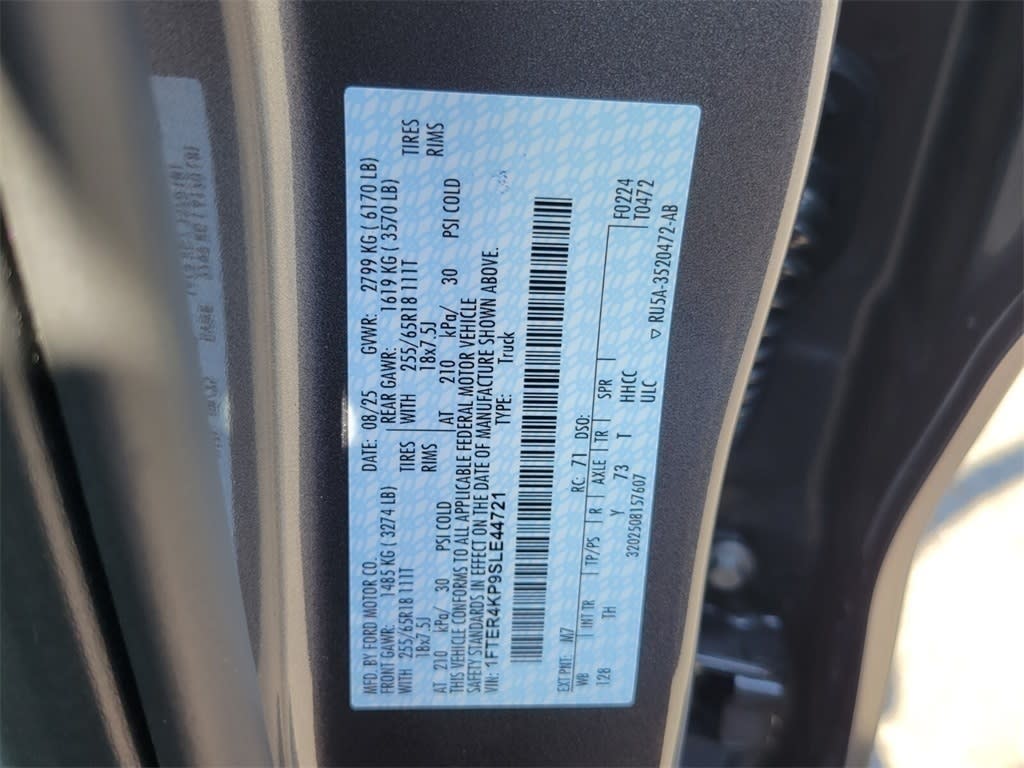 MFD. BY FORD MOTOR CO. DATE: 08/25 GVWR: 2799 KG ( 6170 LB)
FRONT GAWR: 1485 KG ( 3274 LB) REAR GAWR: 1619 KG ( 3570 LB)
WITH 255/65R18 111T TIRES WITH 255/65R18 111T TIRES
18x7.5J RIMS 18x7.5J RIMS
AT 210 kPa/ 30 PSI COLD AT 210 kPa/ 30 PSI COLD
THIS VEHICLE CONFORMS TO ALL APPLICABLE FEDERAL MOTOR VEHICLE
SAFETY STANDARDS IN EFFECT ON THE DATE OF MANUFACTURE SHOWN ABOVE.
VIN: 1FTER4KP9SLE44721 TYPE: Truck
EXT PNT: M7 RC: 71 DSO: F0224
WB INT TR TP/PS R AXLE TR SPR T0472
128 TH Y 73 T HHCC
ULC
3202508157607 ▽ RU5A-3520472-AB